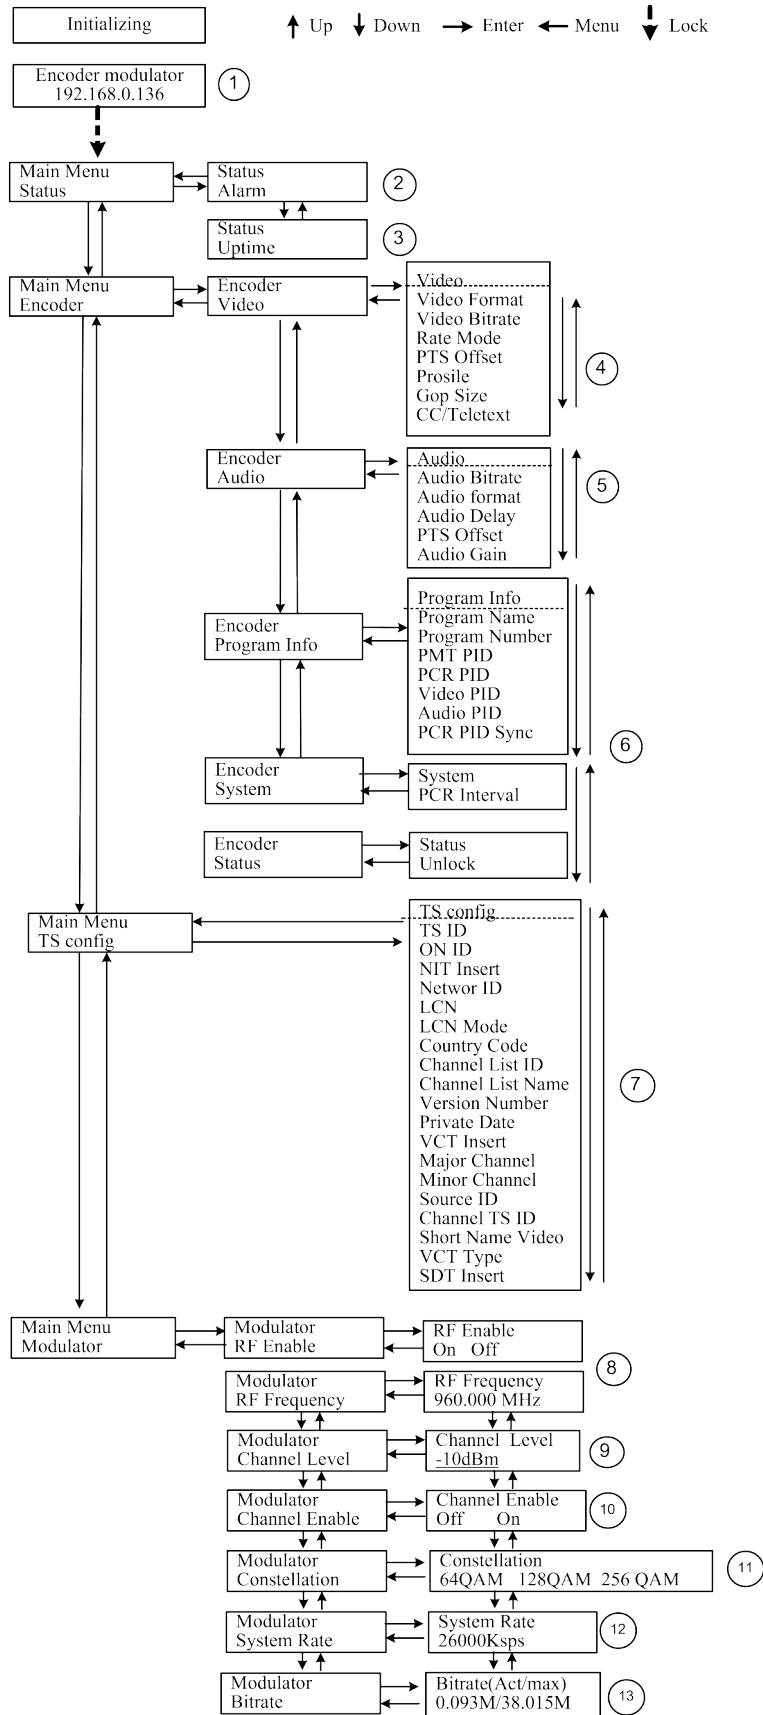 Initializing
Up Down Enter Menu Lock
Encoder modulator
192.168.0.136
1
Main Menu
Status
Status
Alarm
2
Status
Uptime
3
Main Menu
Encoder
Encoder
Video
Video
Video Format
Video Bitrate
Rate Mode
PTS Offset
Prosile
Gop Size
CC/Teletext
4
Encoder
Audio
Audio
Audio Bitrate
Audio format
Audio Delay
PTS Offset
Audio Gain
5
Encoder
Program Info
Program Info
Program Name
Program Number
PMT PID
PCR PID
Video PID
Audio PID
PCR PID Sync
6
Encoder
System
System
PCR Interval
Encoder
Status
Status
Unlock
Main Menu
TS config
TS config
TS ID
ON ID
NIT Insert
Networ ID
LCN
LCN Mode
Country Code
Channel List ID
Channel List Name
Version Number
Private Date
VCT Insert
Major Channel
Minor Channel
Source ID
Channel TS ID
Short Name Video
VCT Type
SDT Insert
7
Main Menu
Modulator
Modulator
RF Enable
RF Enable
On Off
8
Modulator
RF Frequency
RF Frequency
960.000 MHz
Modulator
Channel Level
Channel Level
-10dBm
9
Modulator
Channel Enable
Channel Enable
Off On
10
Modulator
Constellation
Constellation
64QAM 128QAM 256 QAM
11
Modulator
System Rate
System Rate
26000Ksps
12
Modulator
Bitrate
Bitrate(Act/max)
0.093M/38.015M
13